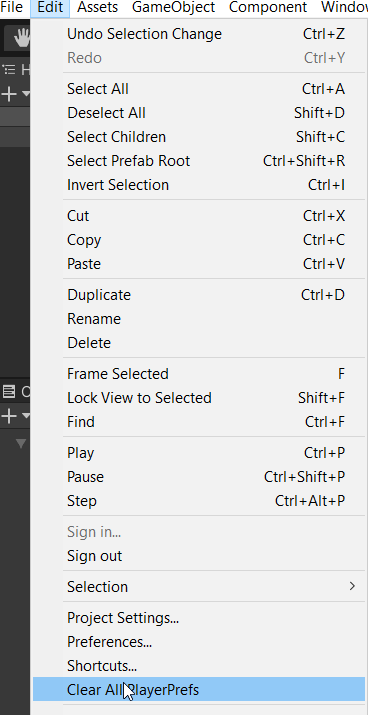 File Edit Assets GameObject Component Window
Undo Selection Change Ctrl+Z
Redo Ctrl+Y
Select All Ctrl+A
Deselect All Shift+D
Select Children Shift+C
Select Prefab Root Ctrl+Shift+R
Invert Selection Ctrl+I
Cut Ctrl+X
Copy Ctrl+C
Paste Ctrl+V
Duplicate Ctrl+D
Rename
Delete
Frame Selected F
Lock View to Selected Shift+F
Find Ctrl+F
Play Ctrl+P
Pause Ctrl+Shift+P
Step Ctrl+Alt+P
Sign in...
Sign out
Selection
Project Settings...
Preferences...
Shortcuts...
Clear All PlayerPrefs